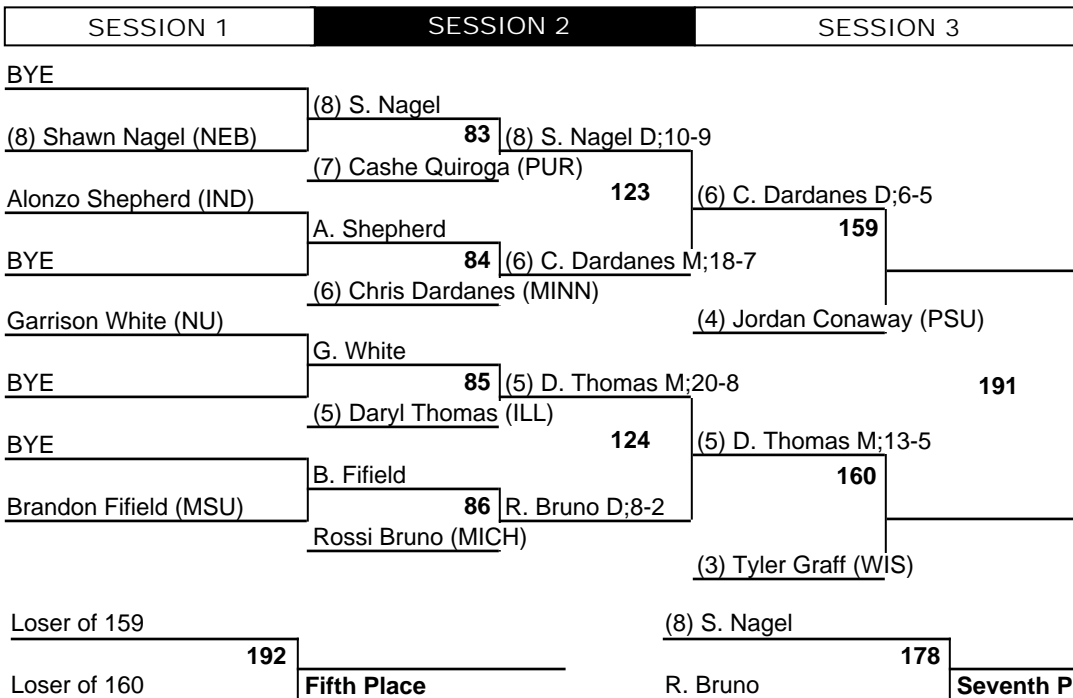 SESSION 1 SESSION 2 SESSION 3
BYE
(8) S. Nagel
(8) Shawn Nagel (NEB) 83 (8) S. Nagel D;10-9
(7) Cashe Quiroga (PUR)
Alonzo Shepherd (IND) 123 (6) C. Dardanes D;6-5
A. Shepherd 159
BYE 84 (6) C. Dardanes M;18-7
(6) Chris Dardanes (MINN)
Garrison White (NU) (4) Jordan Conaway (PSU)
G. White
BYE 85 (5) D. Thomas M;20-8 191
(5) Daryl Thomas (ILL)
BYE 124 (5) D. Thomas M;13-5
B. Fifield 160
Brandon Fifield (MSU) 86 R. Bruno D;8-2
Rossi Bruno (MICH)
(3) Tyler Graff (WIS)
Loser of 159 (8) S. Nagel
192 178
Loser of 160 Fifth Place R. Bruno Seventh P